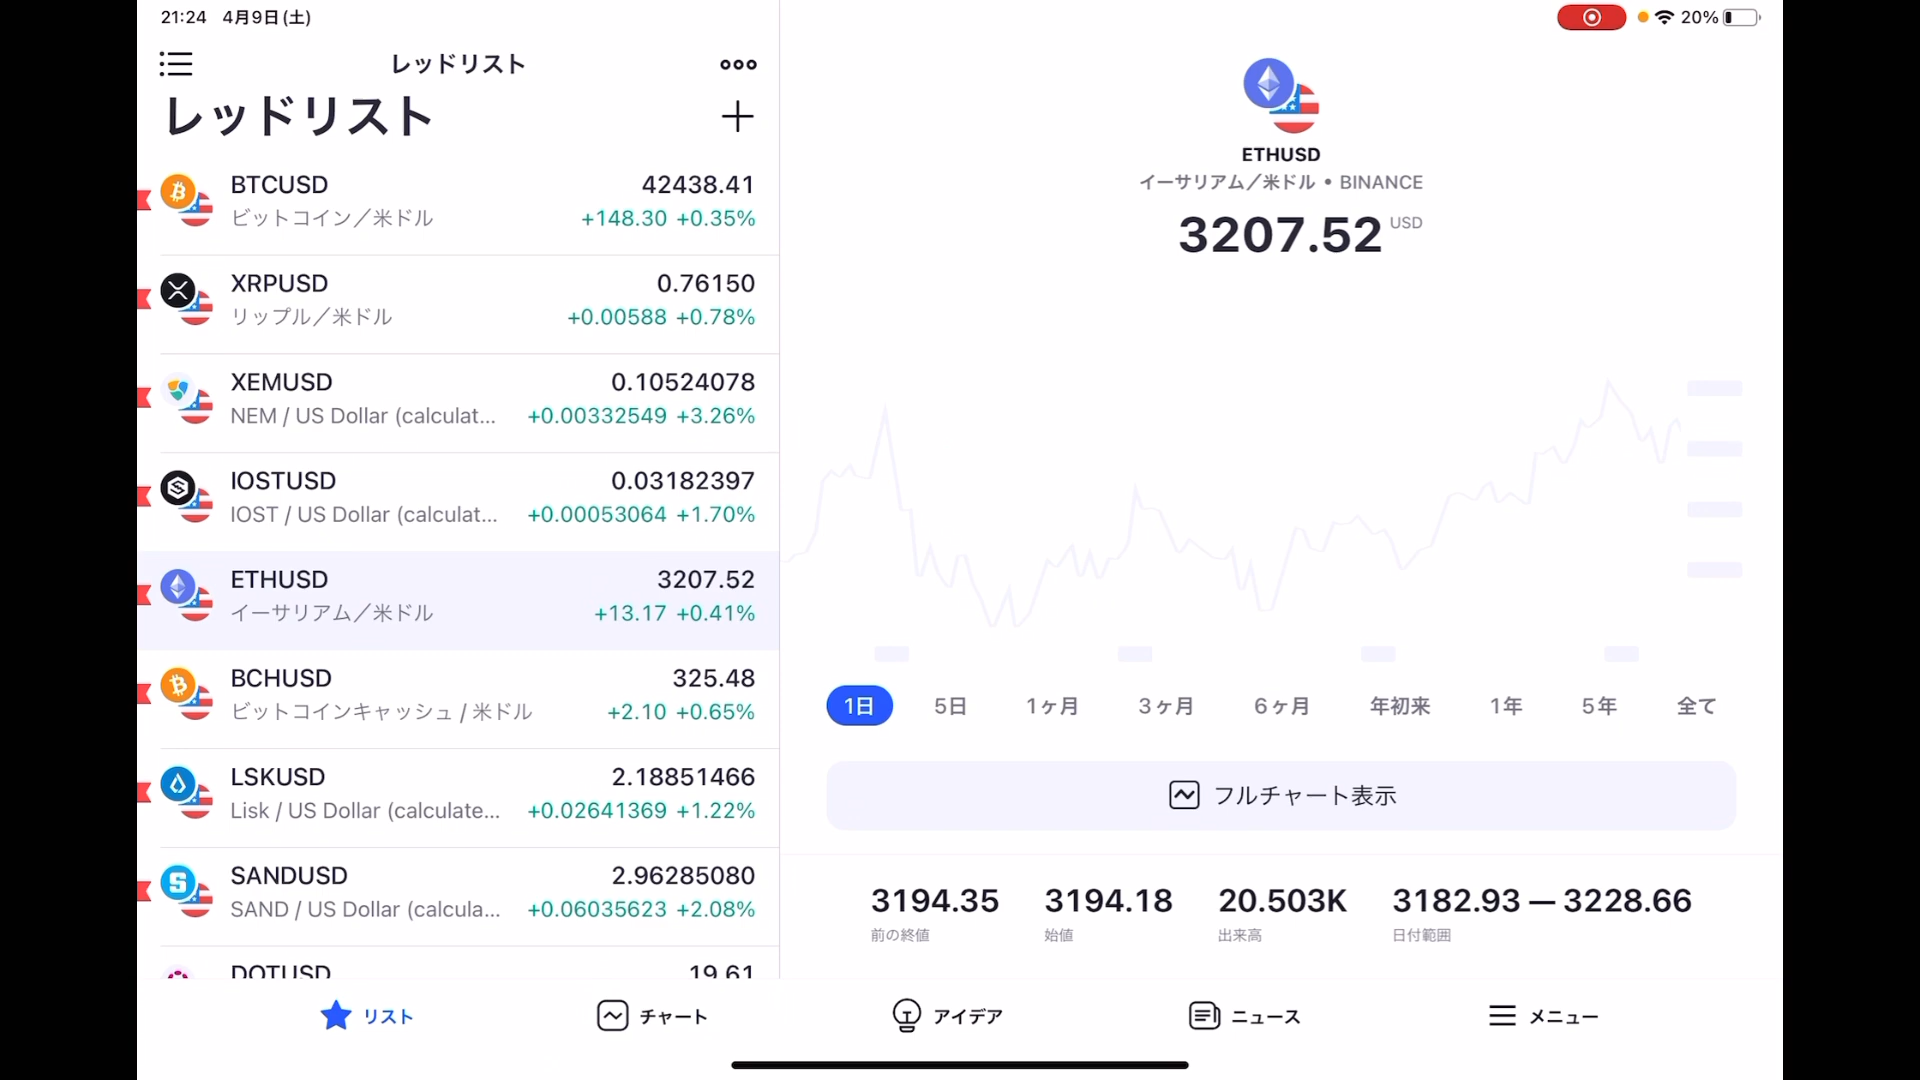 21:24 4月9日(土)
20%
レッドリスト
レッドリスト
BTCUSD 42438.41
ビットコイン／米ドル +148.30 +0.35%
XRPUSD 0.76150
リップル／米ドル +0.00588 +0.78%
XEMUSD 0.10524078
NEM / US Dollar (calculat... +0.00332549 +3.26%
IOSTUSD 0.03182397
IOST / US Dollar (calculat... +0.00053064 +1.70%
ETHUSD 3207.52
イーサリアム／米ドル +13.17 +0.41%
BCHUSD 325.48
ビットコインキャッシュ / 米ドル +2.10 +0.65%
LSKUSD 2.18851466
Lisk / US Dollar (calculate... +0.02641369 +1.22%
SANDUSD 2.96285080
SAND / US Dollar (calcula... +0.06035623 +2.08%
DOTUSD 19.61
ETHUSD
イーサリアム／米ドル • BINANCE
3207.52 USD
1日 5日 1ヶ月 3ヶ月 6ヶ月 年初来 1年 5年 全て
フルチャート表示
3194.35 3194.18 20.503K 3182.93 — 3228.66
前の終値 始値 出来高 日付範囲
リスト チャート アイデア ニュース メニュー